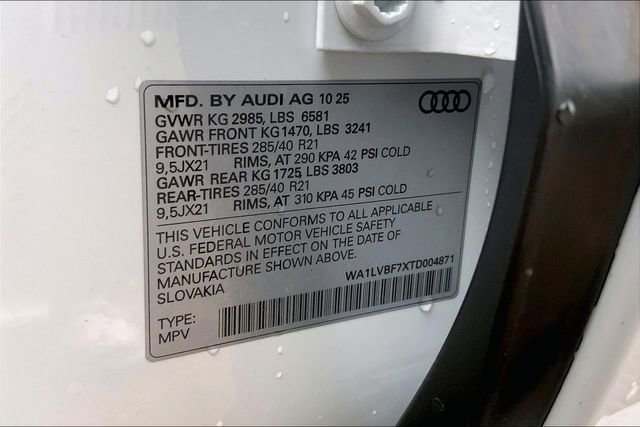 MFD. BY AUDI AG 10 25
GVWR KG 2985, LBS 6581
GAWR FRONT KG1470, LBS 3241
FRONT-TIRES 285/40 R21
9,5JX21 RIMS, AT 290 KPA 42 PSI COLD
GAWR REAR KG 1725, LBS 3803
REAR-TIRES 285/40 R21
9,5JX21 RIMS, AT 310 KPA 45 PSI COLD
THIS VEHICLE CONFORMS TO ALL APPLICABLE
U.S. FEDERAL MOTOR VEHICLE SAFETY
STANDARDS IN EFFECT ON THE DATE OF
MANUFACTURE SHOWN ABOVE.
SLOVAKIA
WA1LVBF7XTD004871
TYPE:
MPV